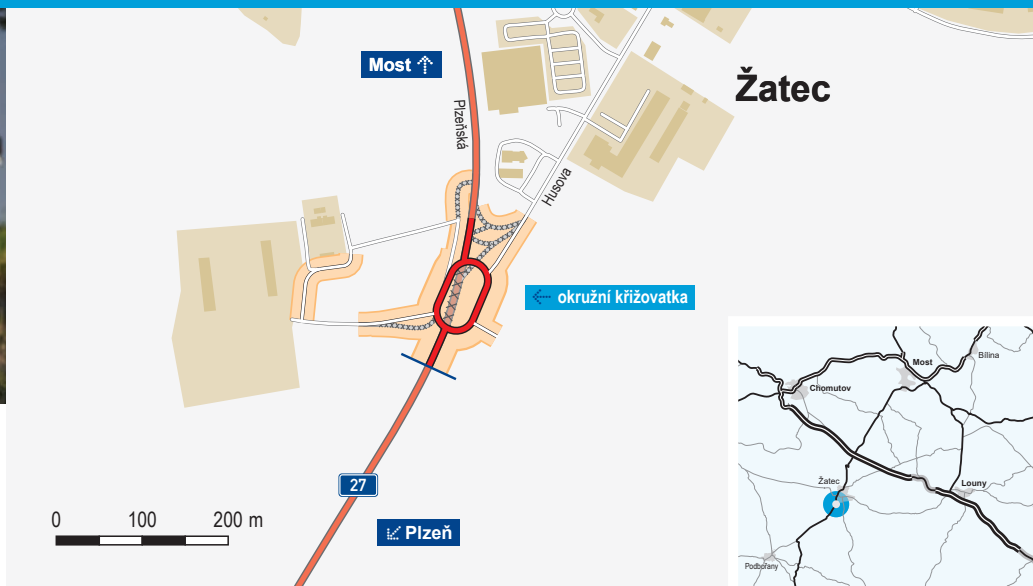 Most
Žatec
Plzeňská
Husova
okružní křižovatka
27
Plzeň
0 100 200 m
Most
Bílina
Chomutov
Žatec
Louny
Podbořany